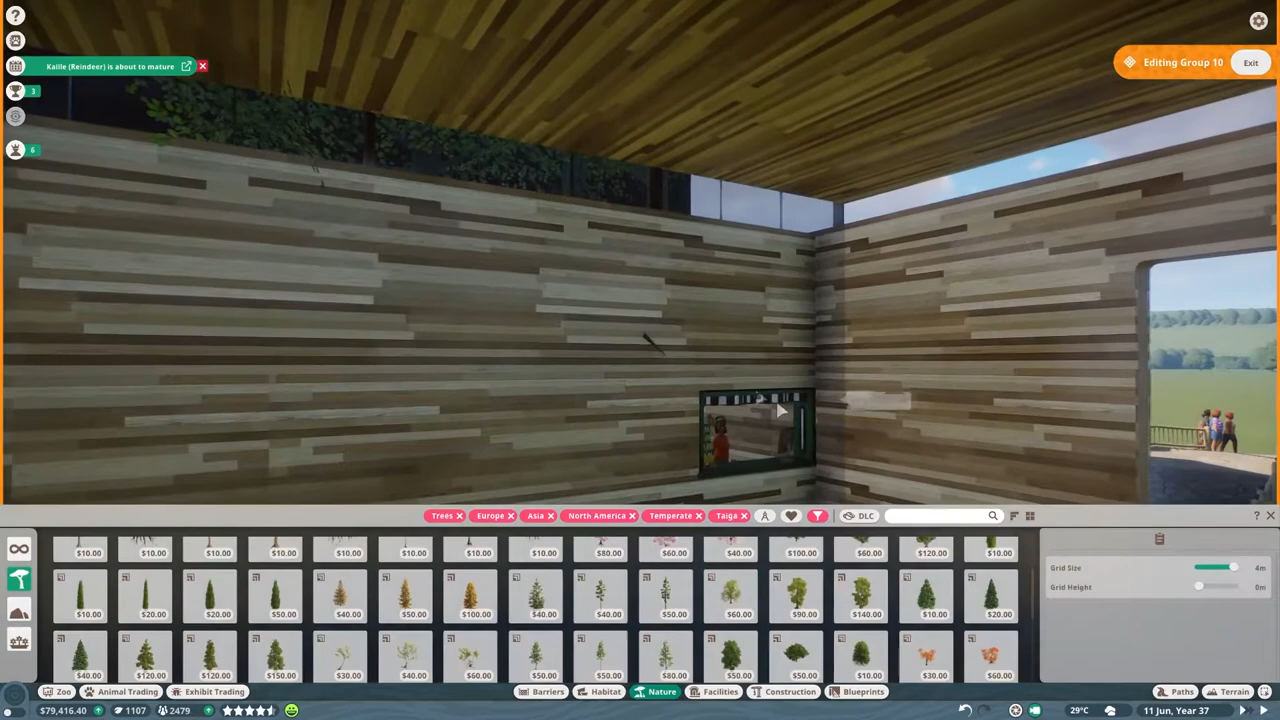 ?
Kaille (Reindeer) is about to mature
3
6
Editing Group 10 Exit
Trees Europe Asia North America Temperate Taiga DLC
? 
$10.00 $10.00 $10.00 $10.00 $10.00 $10.00 $10.00 $10.00 $80.00 $60.00 $40.00 $100.00 $60.00 $120.00 $10.00
$10.00 $20.00 $20.00 $50.00 $40.00 $50.00 $100.00 $40.00 $40.00 $50.00 $60.00 $90.00 $140.00 $10.00 $20.00
$40.00 $120.00 $120.00 $150.00 $30.00 $40.00 $60.00 $50.00 $60.00 $80.00 $50.00 $50.00 $10.00 $30.00 $60.00
Grid Size 4m
Grid Height 0m
Zoo Animal Trading Exhibit Trading Barriers Habitat Nature Facilities Construction Blueprints Paths Terrain
$79,416.40 1107 2479 29°C 11 Jun, Year 37